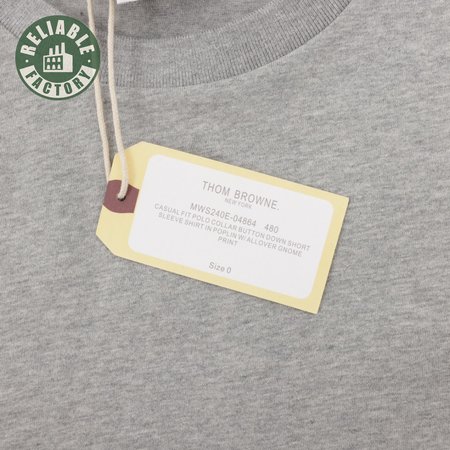 RELIABLE
FACTORY
THOM BROWNE.
NEW YORK
MWS240E-04864 480
CASUAL FIT POLO COLLAR BUTTON DOWN SHORT
SLEEVE SHIRT IN POPLIN W/ ALLOVER GNOME
PRINT
Size 0